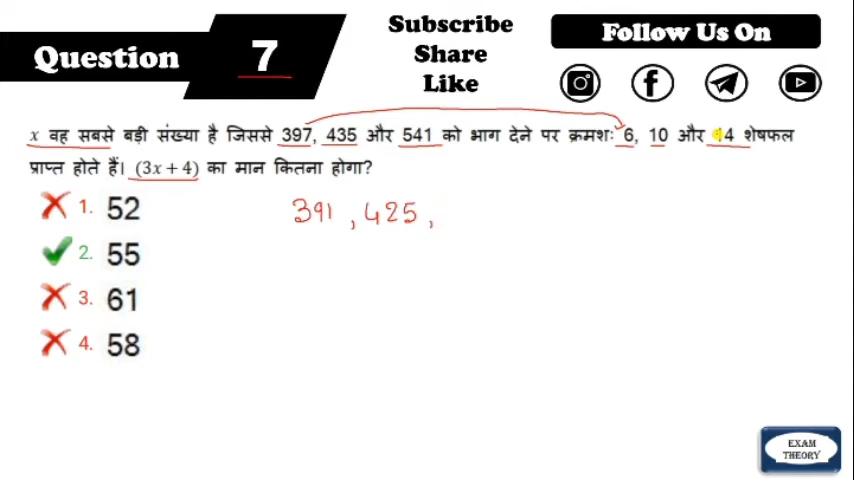 Question 7
Subscribe
Share
Like
Follow Us On
x वह सबसे बड़ी संख्या है जिससे 397, 435 और 541 को भाग देने पर क्रमशः 6, 10 और 14 शेषफल
प्राप्त होते हैं। (3x + 4) का मान कितना होगा?
1. 52
2. 55
3. 61
4. 58
391, 425,
EXAM
THEORY